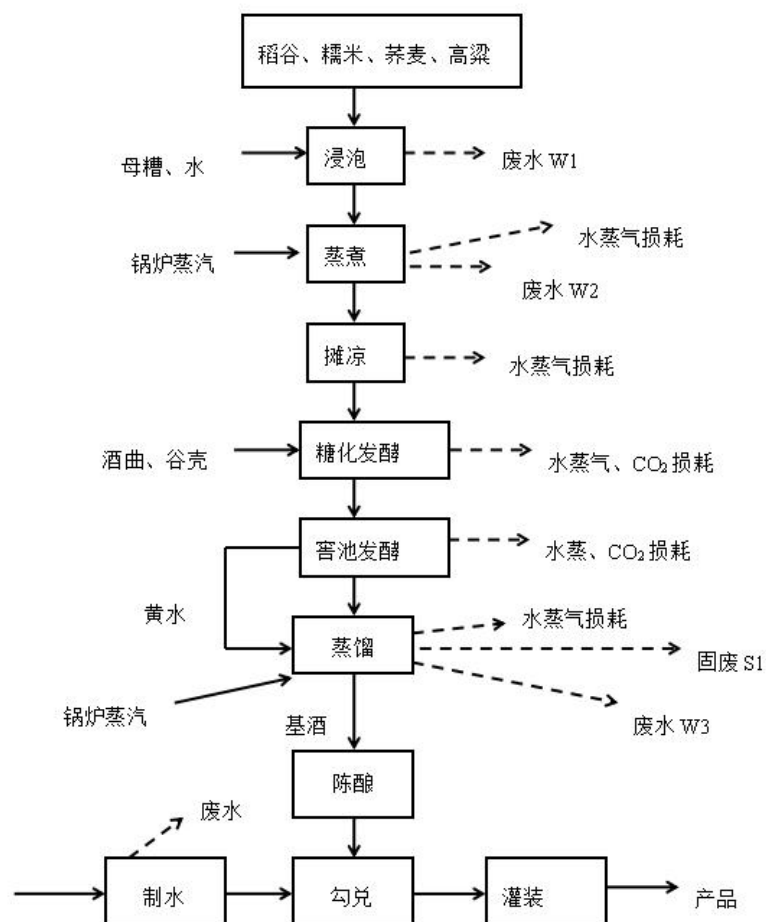 稻谷、糯米、荞麦、高粱
母糟、水
浸泡
废水 W1
锅炉蒸汽
蒸煮
水蒸气损耗
废水 W2
摊凉
水蒸气损耗
酒曲、谷壳
糖化发酵
水蒸气、CO₂损耗
窖池发酵
水蒸、CO₂损耗
黄水
蒸馏
水蒸气损耗
固废 S1
锅炉蒸汽
废水 W3
基酒
陈酿
废水
制水
勾兑
灌装
产品